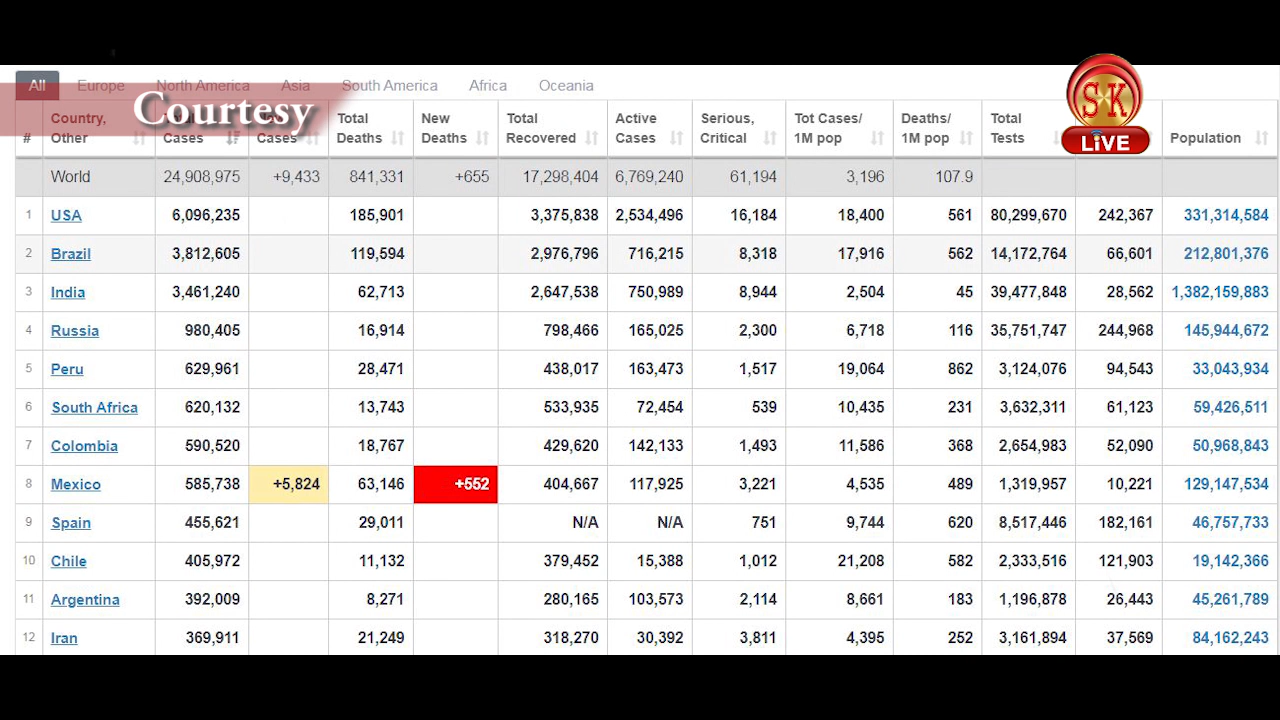 All Europe North America Asia South America Africa Oceania
Courtesy
SK
LiVE
# Country, Other Cases Cases Total Deaths New Deaths Total Recovered Active Cases Serious, Critical Tot Cases/ 1M pop Deaths/ 1M pop Total Tests Population
World 24,908,975 +9,433 841,331 +655 17,298,404 6,769,240 61,194 3,196 107.9
1 USA 6,096,235 185,901 3,375,838 2,534,496 16,184 18,400 561 80,299,670 242,367 331,314,584
2 Brazil 3,812,605 119,594 2,976,796 716,215 8,318 17,916 562 14,172,764 66,601 212,801,376
3 India 3,461,240 62,713 2,647,538 750,989 8,944 2,504 45 39,477,848 28,562 1,382,159,883
4 Russia 980,405 16,914 798,466 165,025 2,300 6,718 116 35,751,747 244,968 145,944,672
5 Peru 629,961 28,471 438,017 163,473 1,517 19,064 862 3,124,076 94,543 33,043,934
6 South Africa 620,132 13,743 533,935 72,454 539 10,435 231 3,632,311 61,123 59,426,511
7 Colombia 590,520 18,767 429,620 142,133 1,493 11,586 368 2,654,983 52,090 50,968,843
8 Mexico 585,738 +5,824 63,146 +552 404,667 117,925 3,221 4,535 489 1,319,957 10,221 129,147,534
9 Spain 455,621 29,011 N/A N/A 751 9,744 620 8,517,446 182,161 46,757,733
10 Chile 405,972 11,132 379,452 15,388 1,012 21,208 582 2,333,516 121,903 19,142,366
11 Argentina 392,009 8,271 280,165 103,573 2,114 8,661 183 1,196,878 26,443 45,261,789
12 Iran 369,911 21,249 318,270 30,392 3,811 4,395 252 3,161,894 37,569 84,162,243